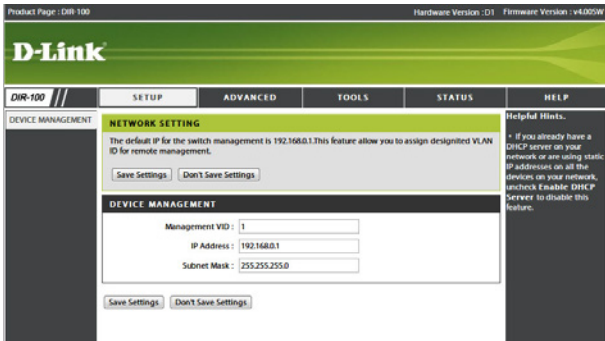 Product Page : DIR-100 Hardware Version : D1 Firmware Version : v4.00SW
D-Link
DIR-100 SETUP ADVANCED TOOLS STATUS HELP
DEVICE MANAGEMENT
NETWORK SETTING
The default IP for the switch management is 192.168.0.1.This feature allow you to assign designited VLAN
ID for remote management.
Save Settings Don't Save Settings
DEVICE MANAGEMENT
Management VID : 1
IP Address : 192.168.0.1
Subnet Mask : 255.255.255.0
Save Settings Don't Save Settings
Helpful Hints.
• If you already have a
DHCP server on your
network or are using static
IP addresses on all the
devices on your network,
uncheck Enable DHCP
Server to disable this
feature.